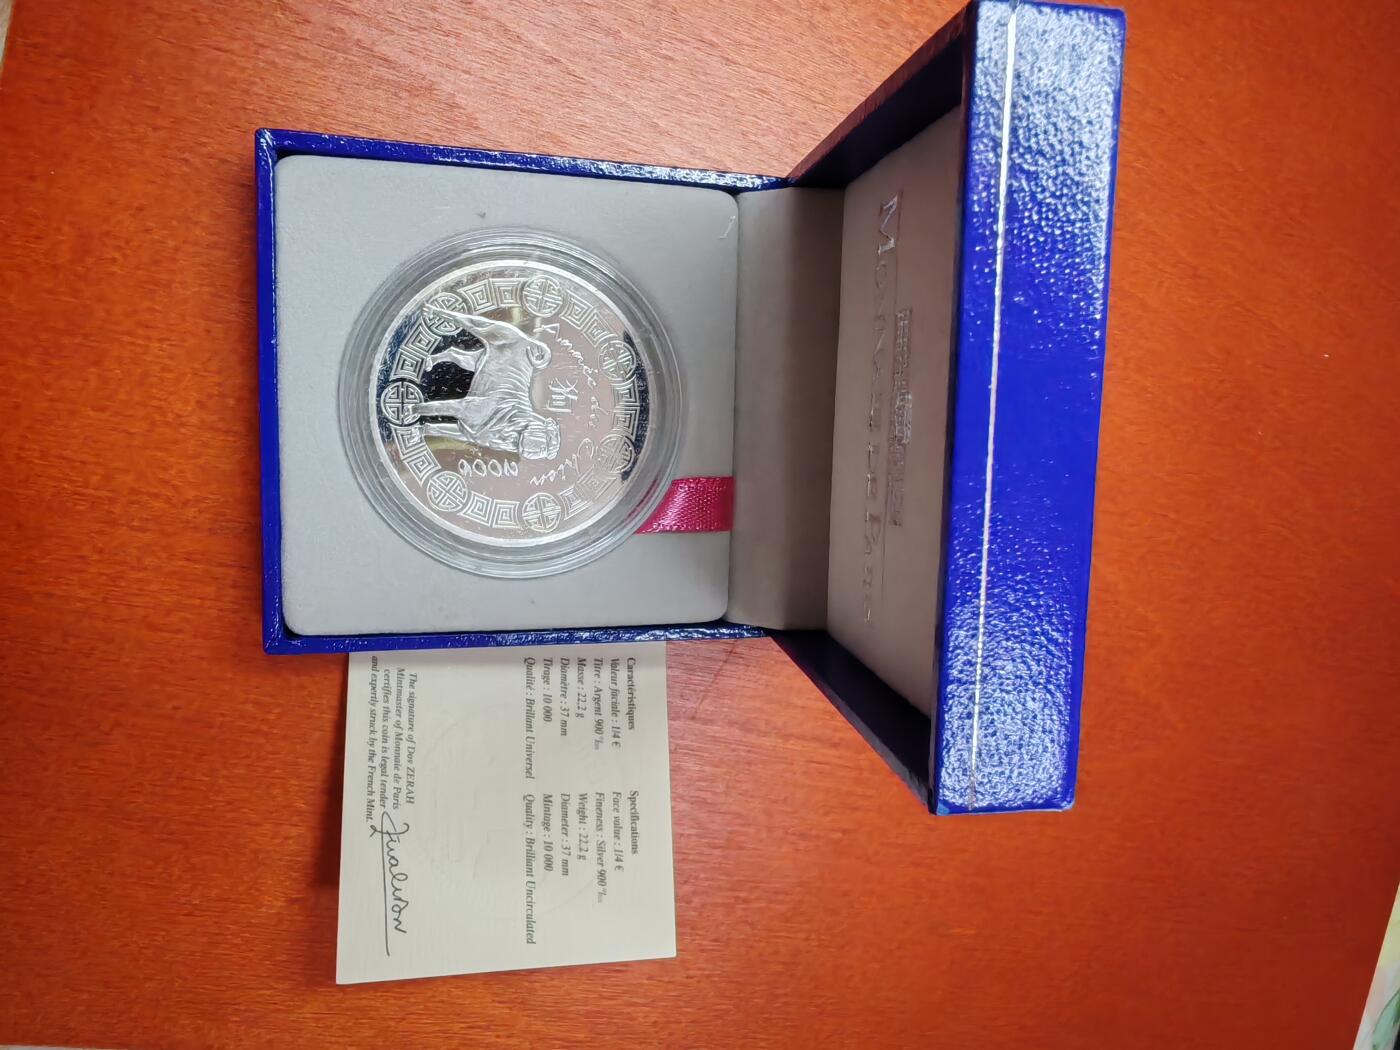 MONNAIE DE PARIS
Année du Chien
狗
2006
Caractéristiques
Valeur faciale : 1/4 €
Titre : Argent 900 ‰
Masse : 22,2 g
Diamètre : 37 mm
Tirage : 10 000
Qualité : Brillant Universel
Specifications
Face value : 1/4 €
Fineness : Silver 900 ‰
Weight : 22,2 g
Diameter : 37 mm
Mintage : 10 000
Quality : Brilliant Uncirculated
The signature of Dov ZERAH
Mintmaster of Monnaie de Paris
certifies this coin is legal tender
and expertly struck by the French Mint.